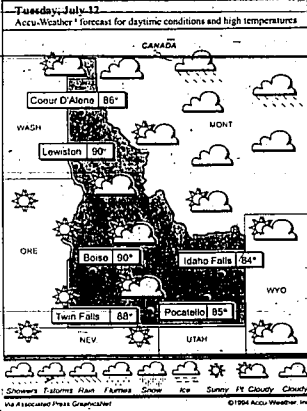 Tuesday, July 12
Accu-Weather® forecast for daytime conditions and high temperatures
CANADA
Coeur D'Alene 86°
WASH
MONT
Lewiston 90°
ORE
Boise 90°
Idaho Falls 84°
WYO
Twin Falls 88°
Pocatello 85°
NEV
UTAH
Showers T-storms Rain Flurries Snow Ice Sunny Pt Cloudy Cloudy
Via Associated Press GraphicsNet ©1994 Accu-Weather, Inc